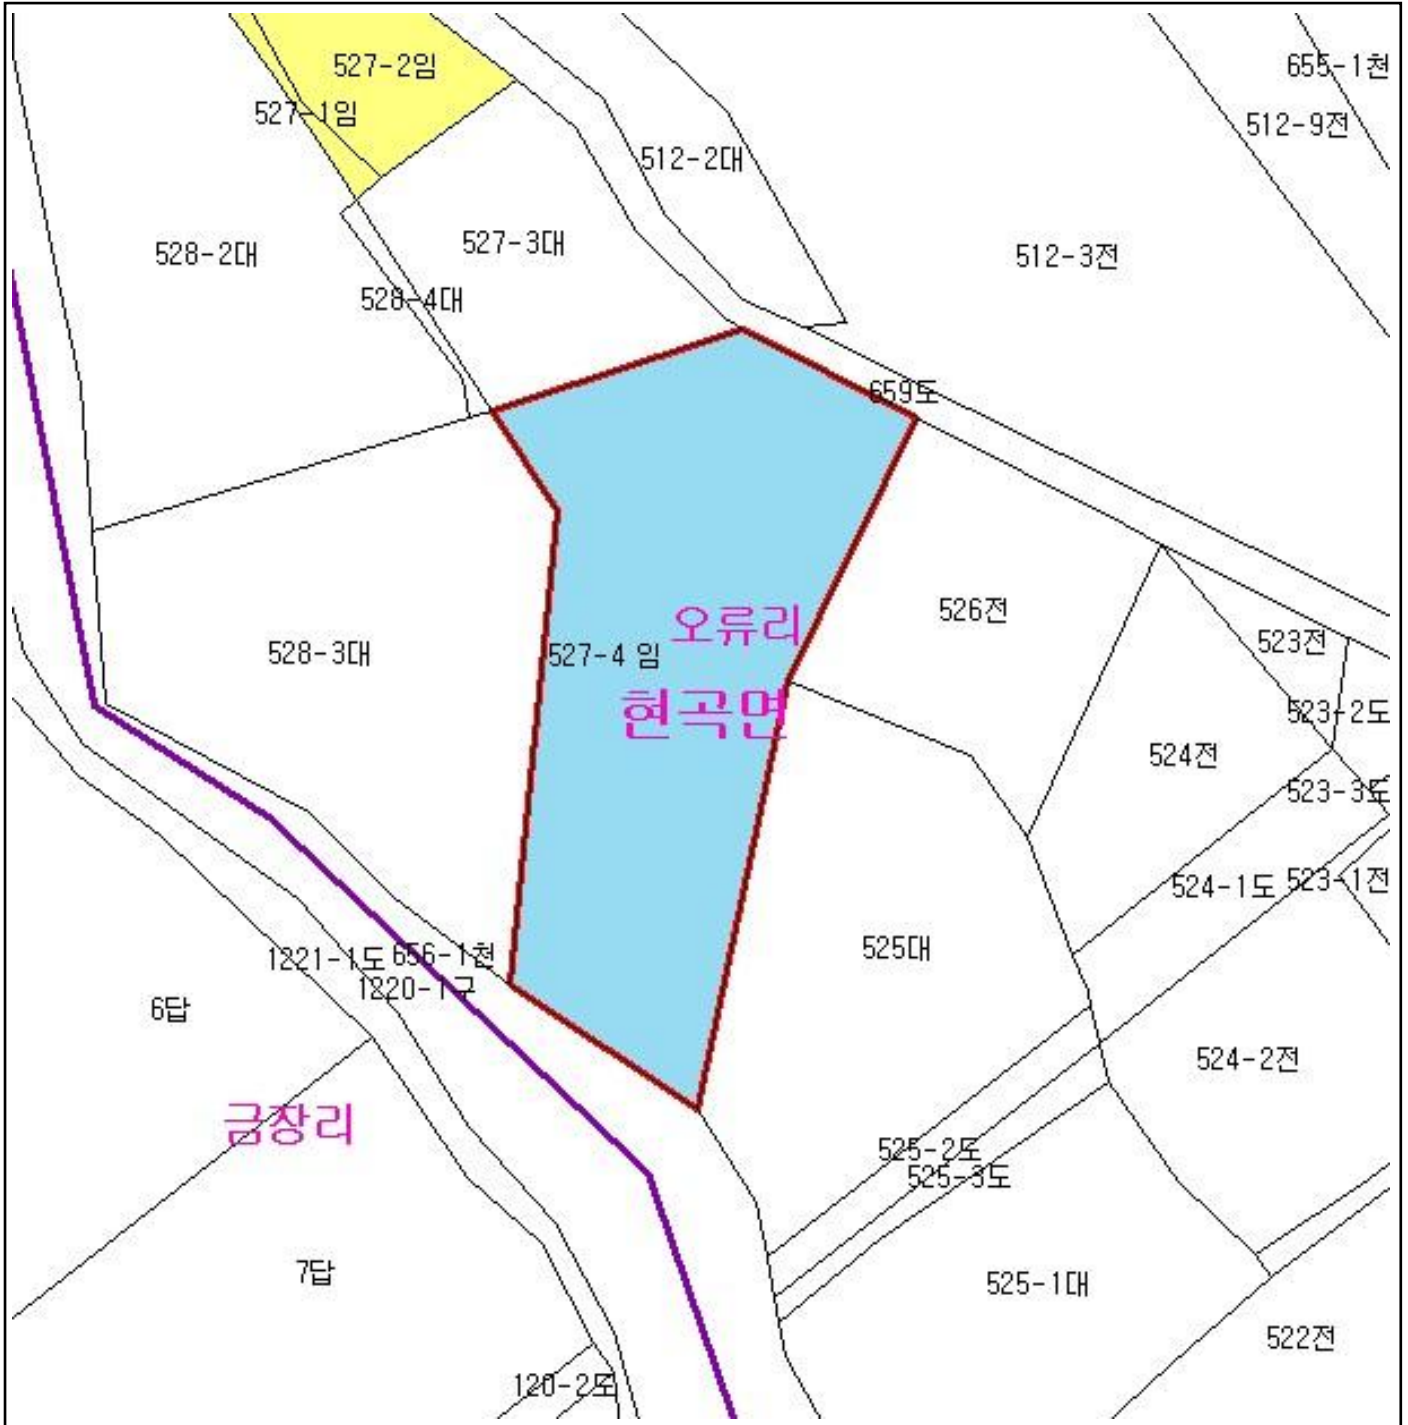 527-2임
655-1천
527-1임
512-9전
512-2대
528-2대
527-3대
512-3전
528-4대
659도
526전
오류리
523전
528-3대
527-4 임
현곡면
523-2도
524전
523-3도
524-1도
523-1전
525대
1221-1도
656-1천
1220-1구
6답
524-2전
금장리
525-2도
525-3도
7답
525-1대
522전
120-2도